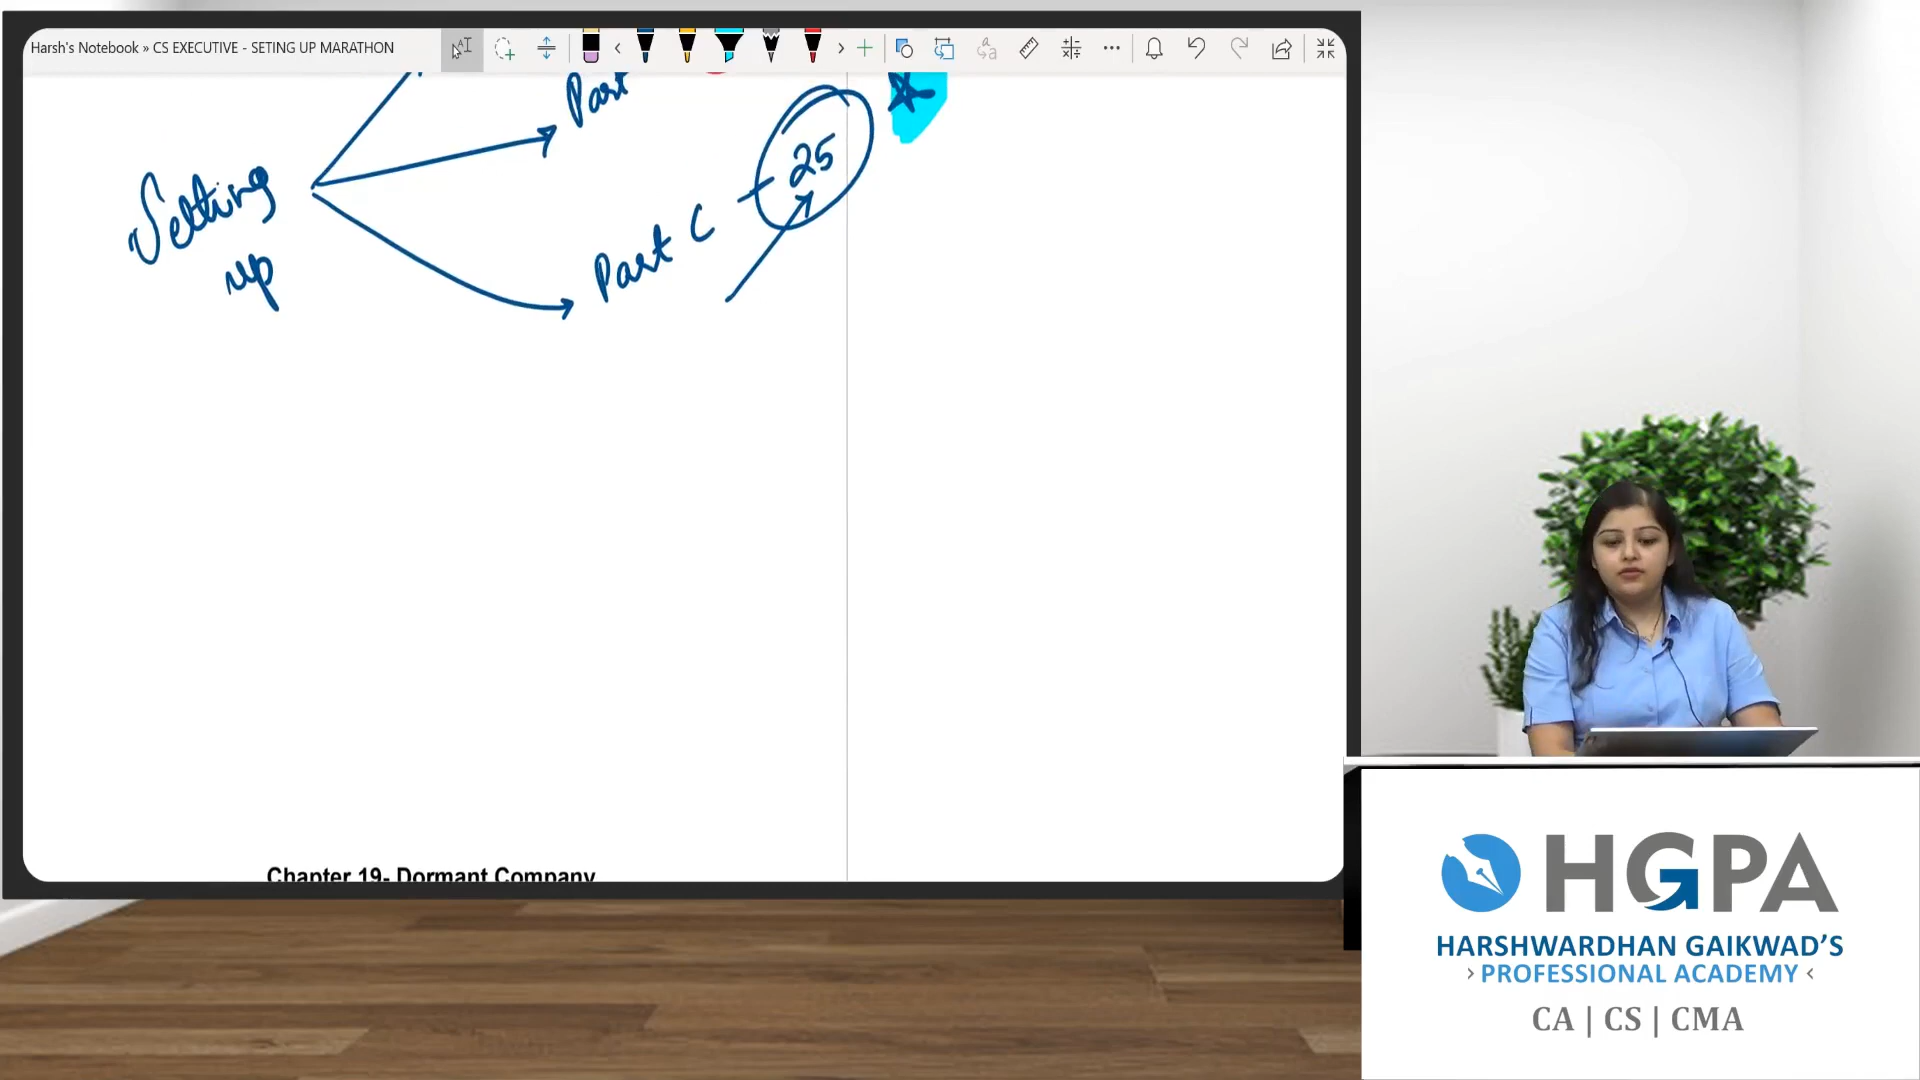 Harsh's Notebook » CS EXECUTIVE - SETING UP MARATHON
Part
25
Setting
up
Part C -
Chapter 19- Dormant Company
HGPA
HARSHWARDHAN GAIKWAD'S
› PROFESSIONAL ACADEMY ‹
CA | CS | CMA